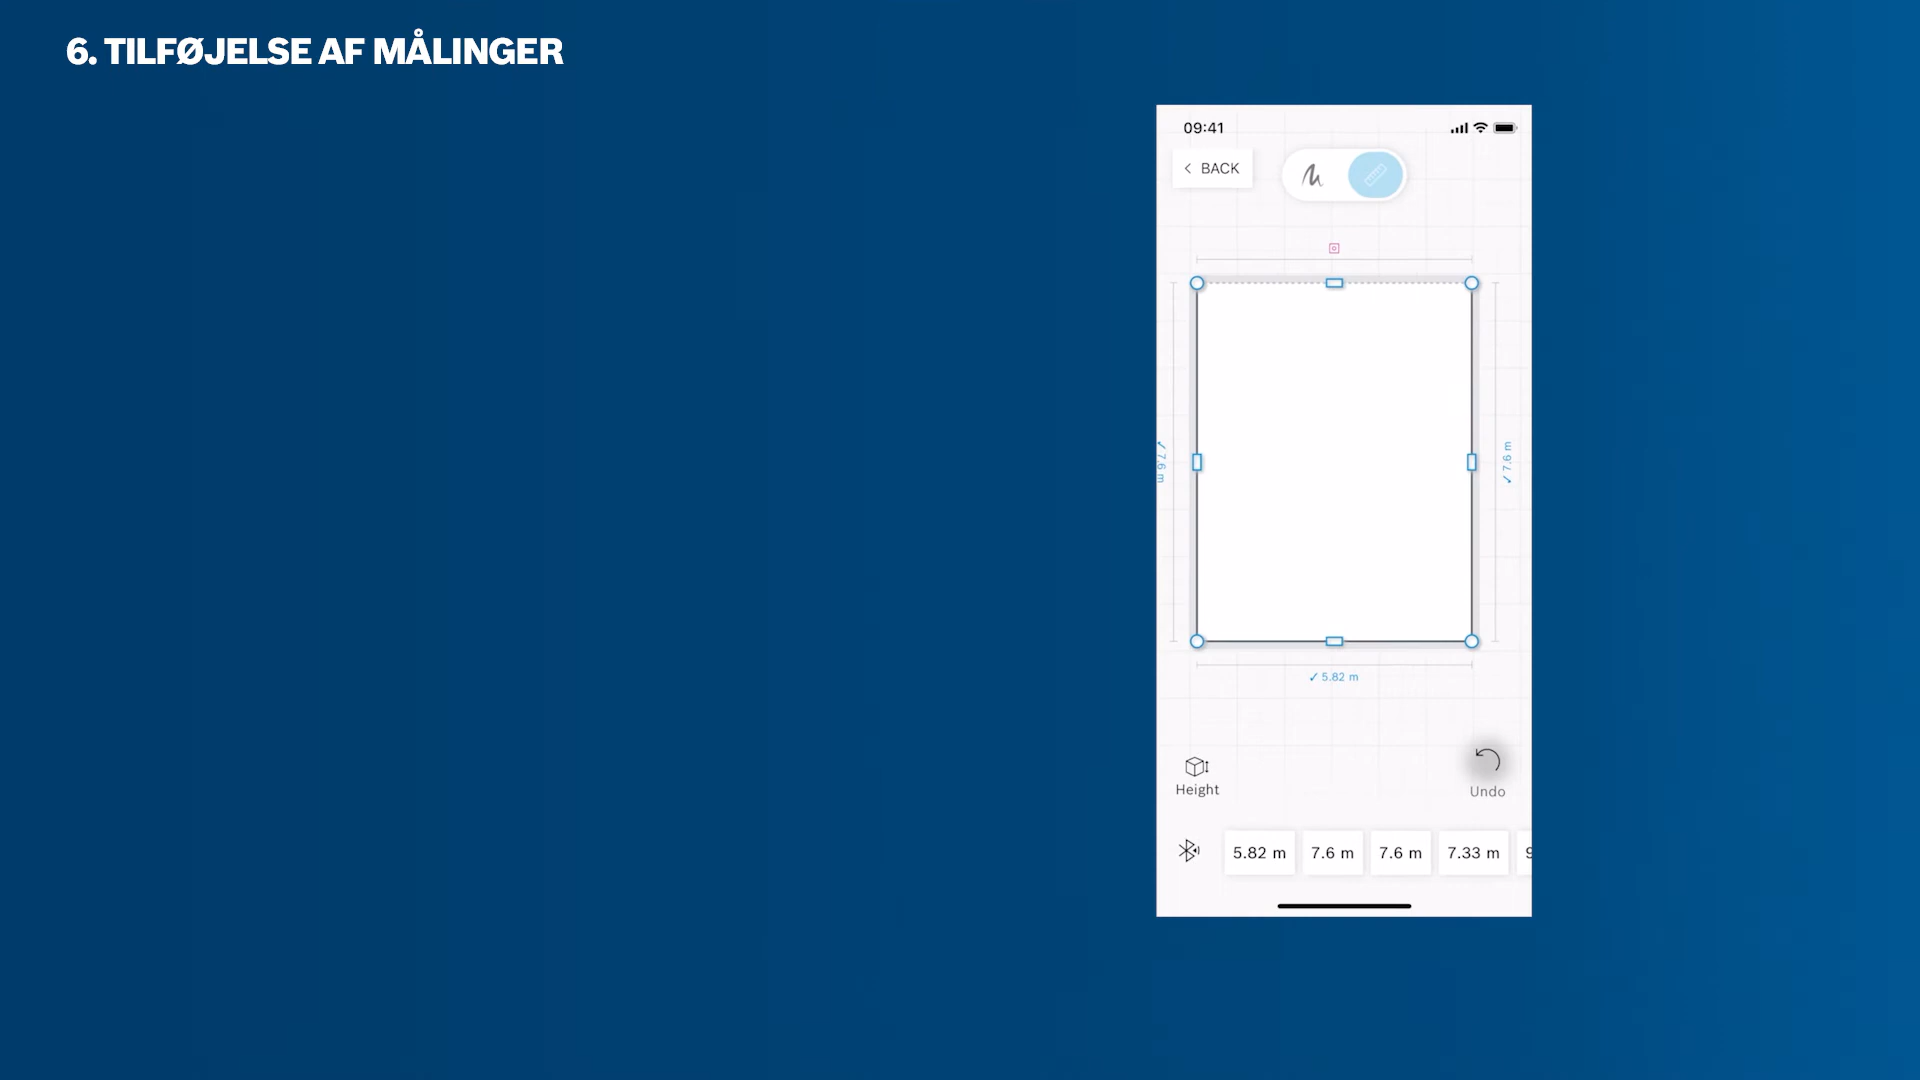 6. TILFØJELSE AF MÅLINGER
09:41
BACK
✓ 7.6 m
✓ 7.6 m
✓ 5.82 m
Height
Undo
5.82 m
7.6 m
7.6 m
7.33 m